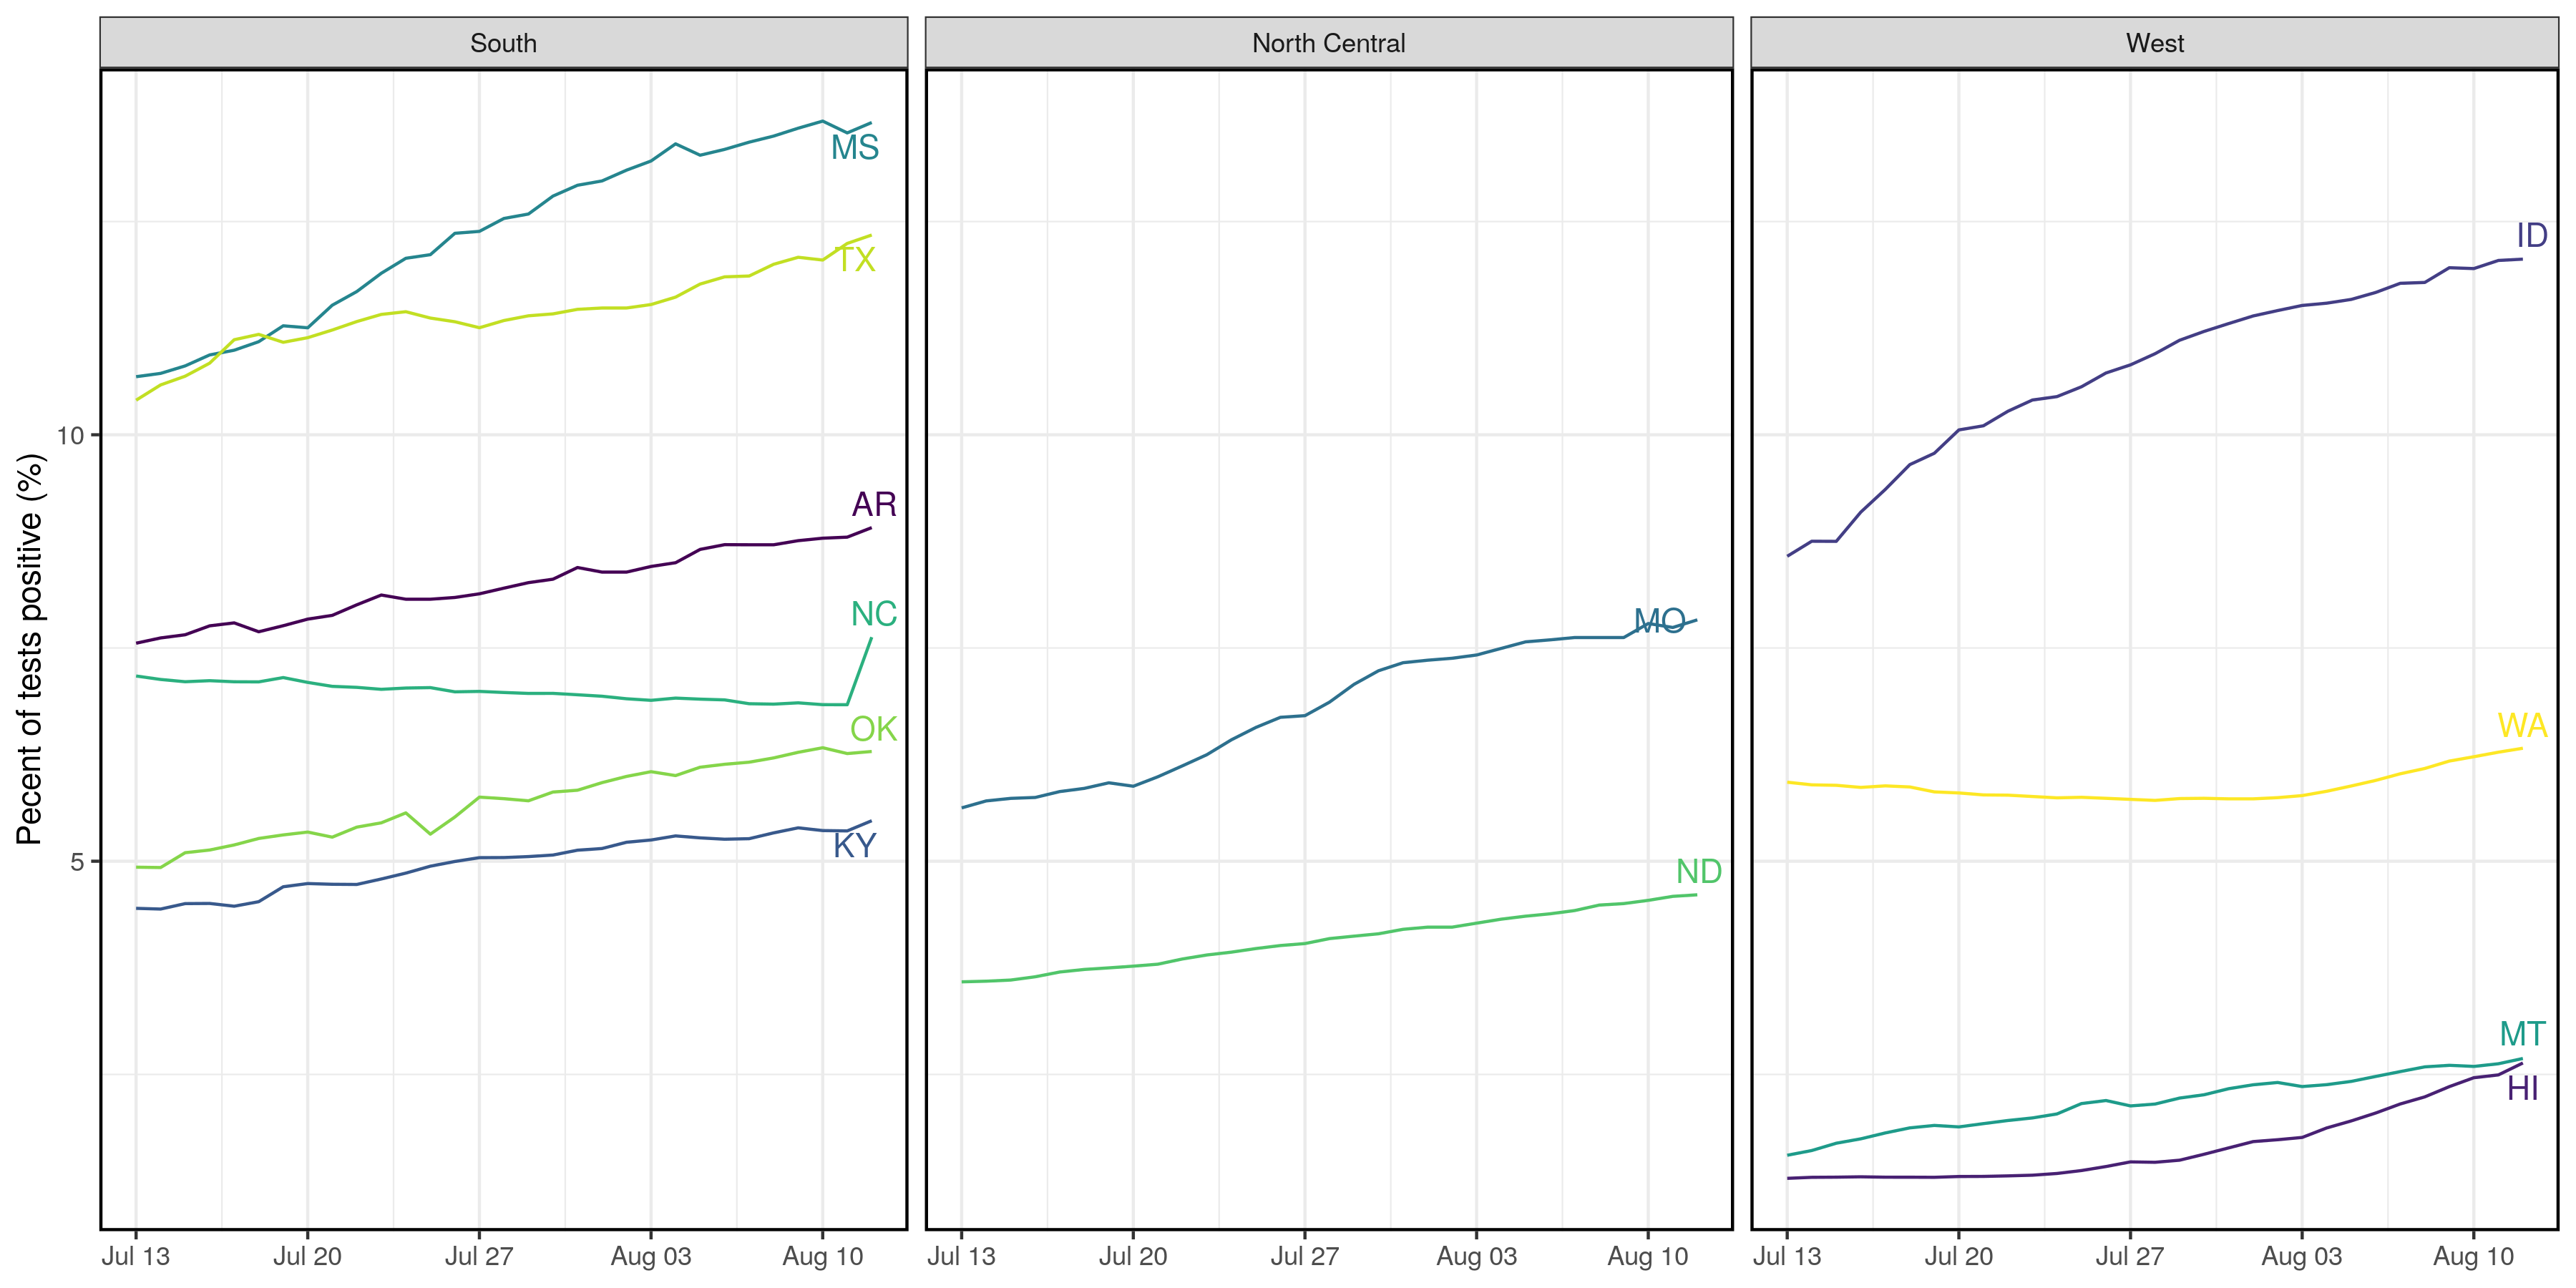 South
North Central
West
Pecent of tests positive (%)
10
5
MS
TX
AR
NC
OK
KY
MO
ND
ID
WA
MT
HI
Jul 13
Jul 20
Jul 27
Aug 03
Aug 10
Jul 13
Jul 20
Jul 27
Aug 03
Aug 10
Jul 13
Jul 20
Jul 27
Aug 03
Aug 10